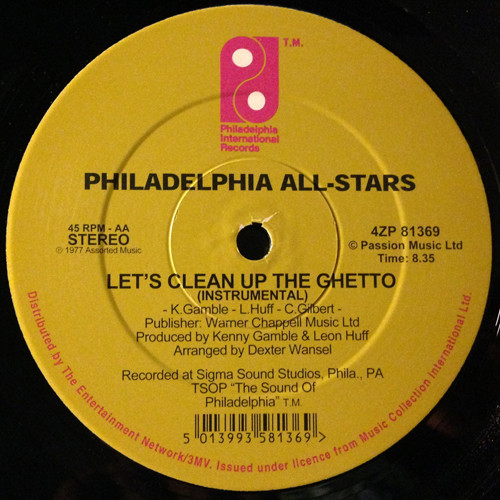 T.M.
Philadelphia
International
Records
PHILADELPHIA ALL-STARS
45 RPM - AA
STEREO
℗ 1977 Assorted Music
4ZP 81369
© Passion Music Ltd
Time: 8.35
LET'S CLEAN UP THE GHETTO
(INSTRUMENTAL)
- K.Gamble - L.Huff - C.Gilbert -
Publisher: Warner Chappell Music Ltd
Produced by Kenny Gamble & Leon Huff
Arranged by Dexter Wansel
Recorded at Sigma Sound Studios, Phila., PA
TSOP "The Sound Of
Philadelphia" T.M.
5 013993 581369 >
Distributed by The Entertainment Network/3MV. Issued under licence from Music Collection International Ltd.